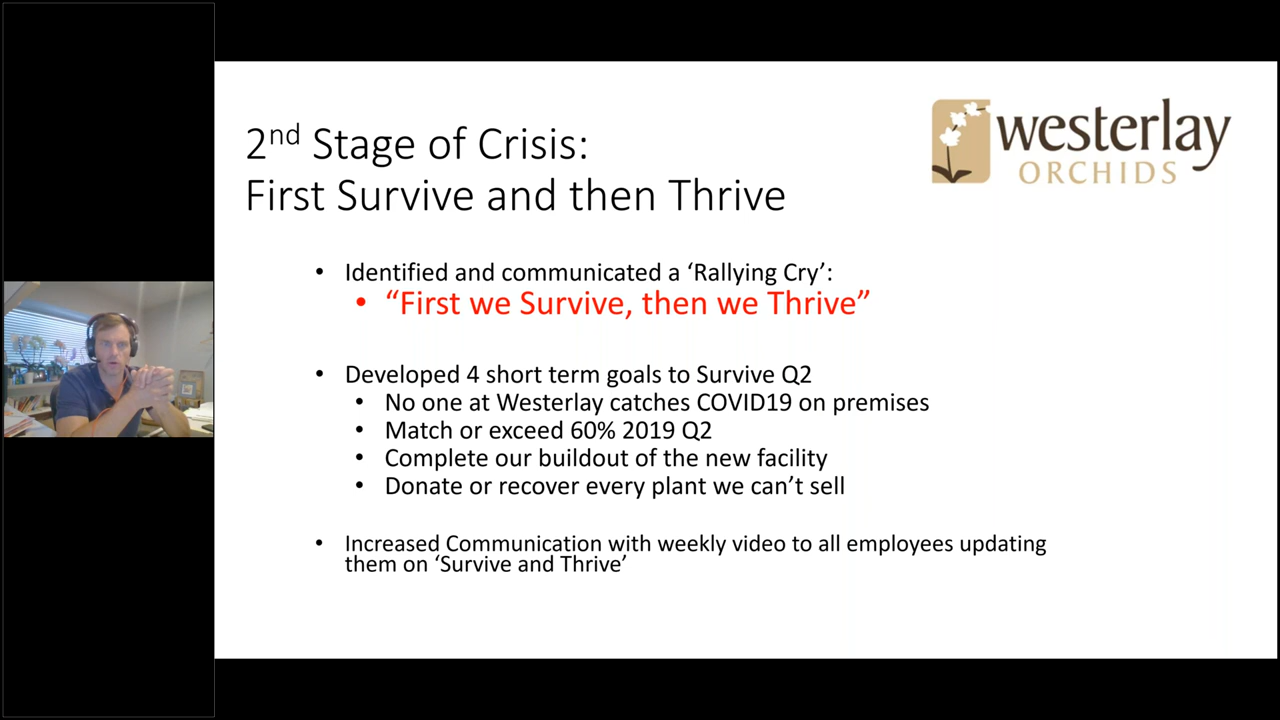 westerlay
ORCHIDS
2nd Stage of Crisis:
First Survive and then Thrive
• Identified and communicated a ‘Rallying Cry’:
• “First we Survive, then we Thrive”
• Developed 4 short term goals to Survive Q2
• No one at Westerlay catches COVID19 on premises
• Match or exceed 60% 2019 Q2
• Complete our buildout of the new facility
• Donate or recover every plant we can’t sell
• Increased Communication with weekly video to all employees updating
them on ‘Survive and Thrive’